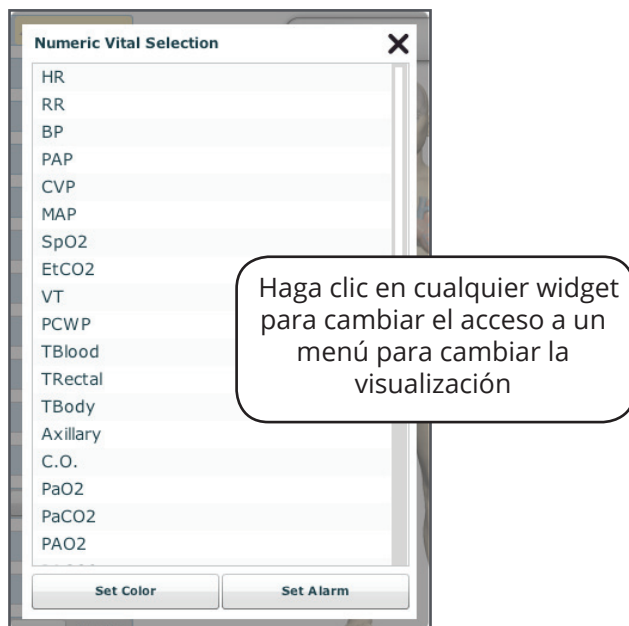 Numeric Vital Selection
HR
RR
BP
PAP
CVP
MAP
SpO2
EtCO2
VT
PCWP
TBlood
TRectal
TBody
Axillary
C.O.
PaO2
PaCO2
PAO2
Set Color
Set Alarm
Haga clic en cualquier widget
para cambiar el acceso a un
menú para cambiar la
visualización